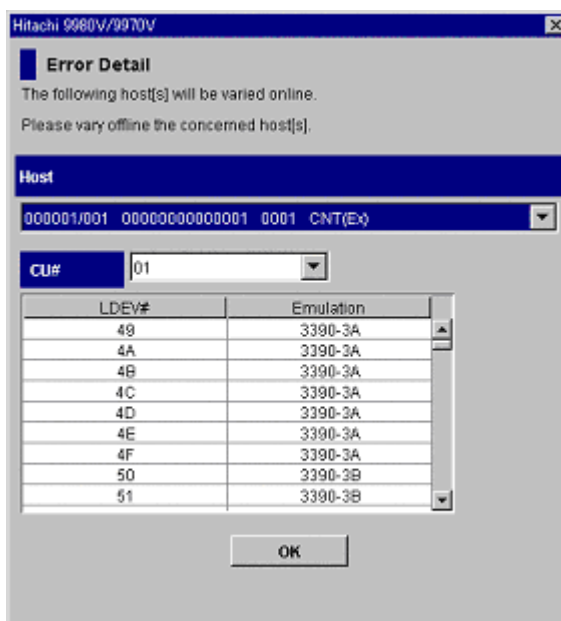 Hitachi 9980V/9970V
Error Detail
The following host[s] will be varied online.
Please vary offline the concerned host[s].
Host
000001/001 00000000000001 0001 CNT(Ex)
CU# 01
LDEV# Emulation
49 3390-3A
4A 3390-3A
4B 3390-3A
4C 3390-3A
4D 3390-3A
4E 3390-3A
4F 3390-3A
50 3390-3B
51 3390-3B
OK